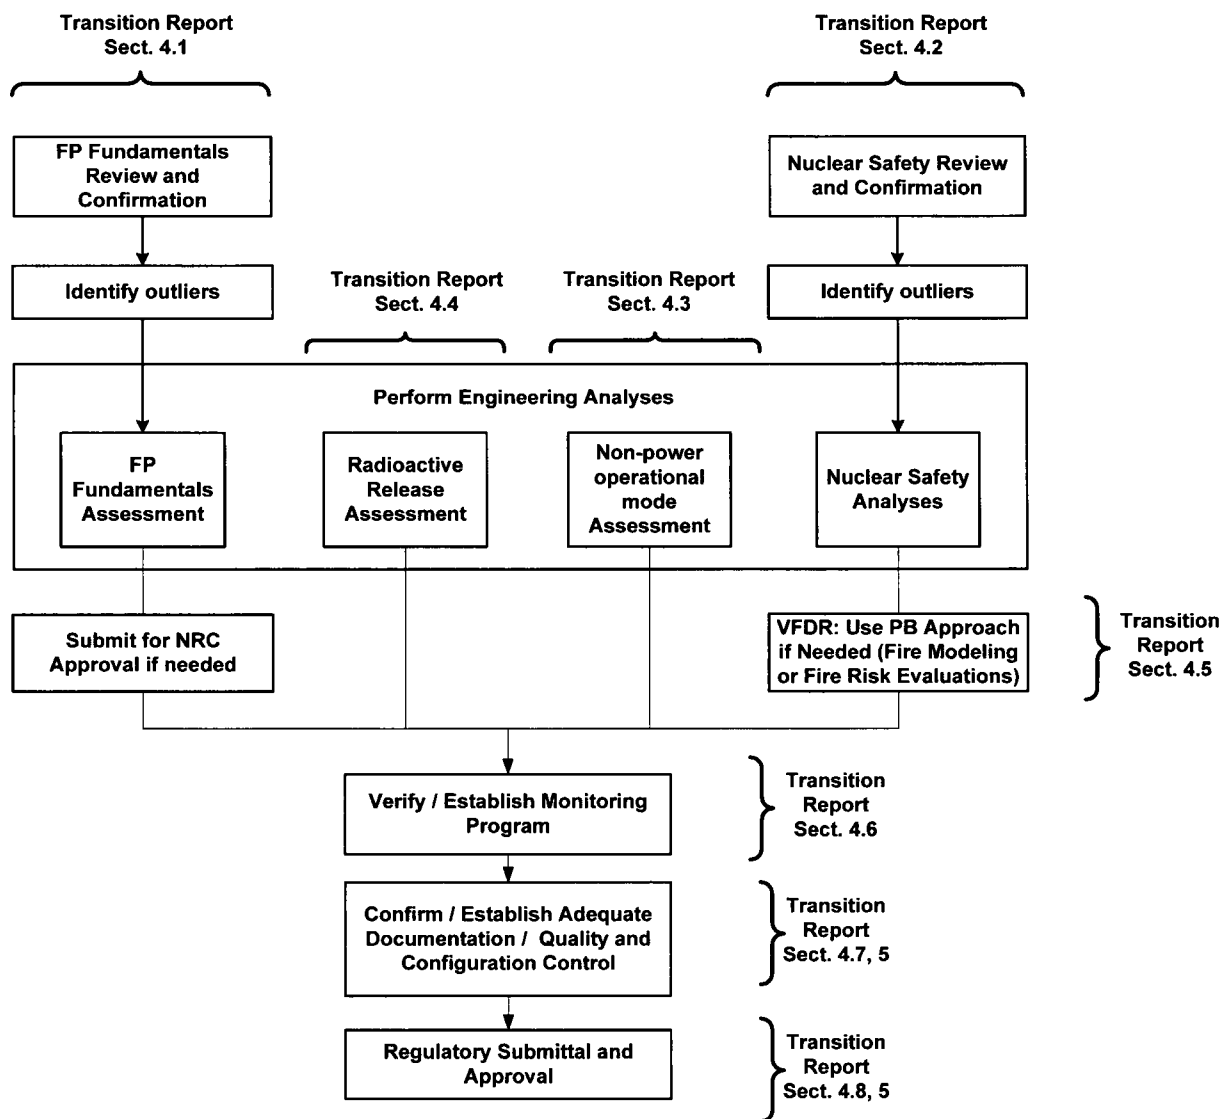 Transition Report
Sect. 4.1
Transition Report
Sect. 4.2
FP Fundamentals
Review and
Confirmation
Nuclear Safety Review
and Confirmation
Identify outliers
Transition Report
Sect. 4.4
Transition Report
Sect. 4.3
Identify outliers
Perform Engineering Analyses
FP
Fundamentals
Assessment
Radioactive
Release
Assessment
Non-power
operational
mode
Assessment
Nuclear Safety
Analyses
Submit for NRC
Approval if needed
VFDR: Use PB Approach
if Needed (Fire Modeling
or Fire Risk Evaluations)
Transition
Report
Sect. 4.5
Verify / Establish Monitoring
Program
Transition
Report
Sect. 4.6
Confirm / Establish Adequate
Documentation / Quality and
Configuration Control
Transition
Report
Sect. 4.7, 5
Regulatory Submittal and
Approval
Transition
Report
Sect. 4.8, 5